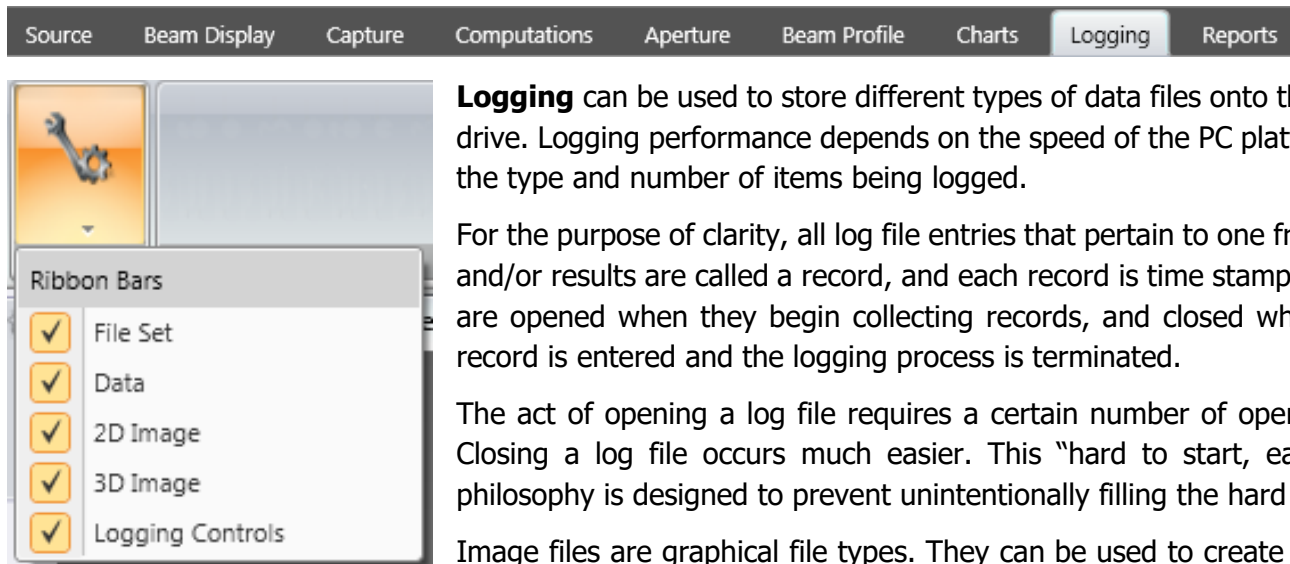 Source Beam Display Capture Computations Aperture Beam Profile Charts Logging Reports
Ribbon Bars
File Set
Data
2D Image
3D Image
Logging Controls
Logging can be used to store different types of data files onto
drive. Logging performance depends on the speed of the PC
the type and number of items being logged.
For the purpose of clarity, all log file entries that pertain to one
and/or results are called a record, and each record is time
are opened when they begin collecting records, and closed
record is entered and the logging process is terminated.
The act of opening a log file requires a certain number of
Closing a log file occurs much easier. This “hard to start,
philosophy is designed to prevent unintentionally filling the hard
Image files are graphical file types. They can be used to create